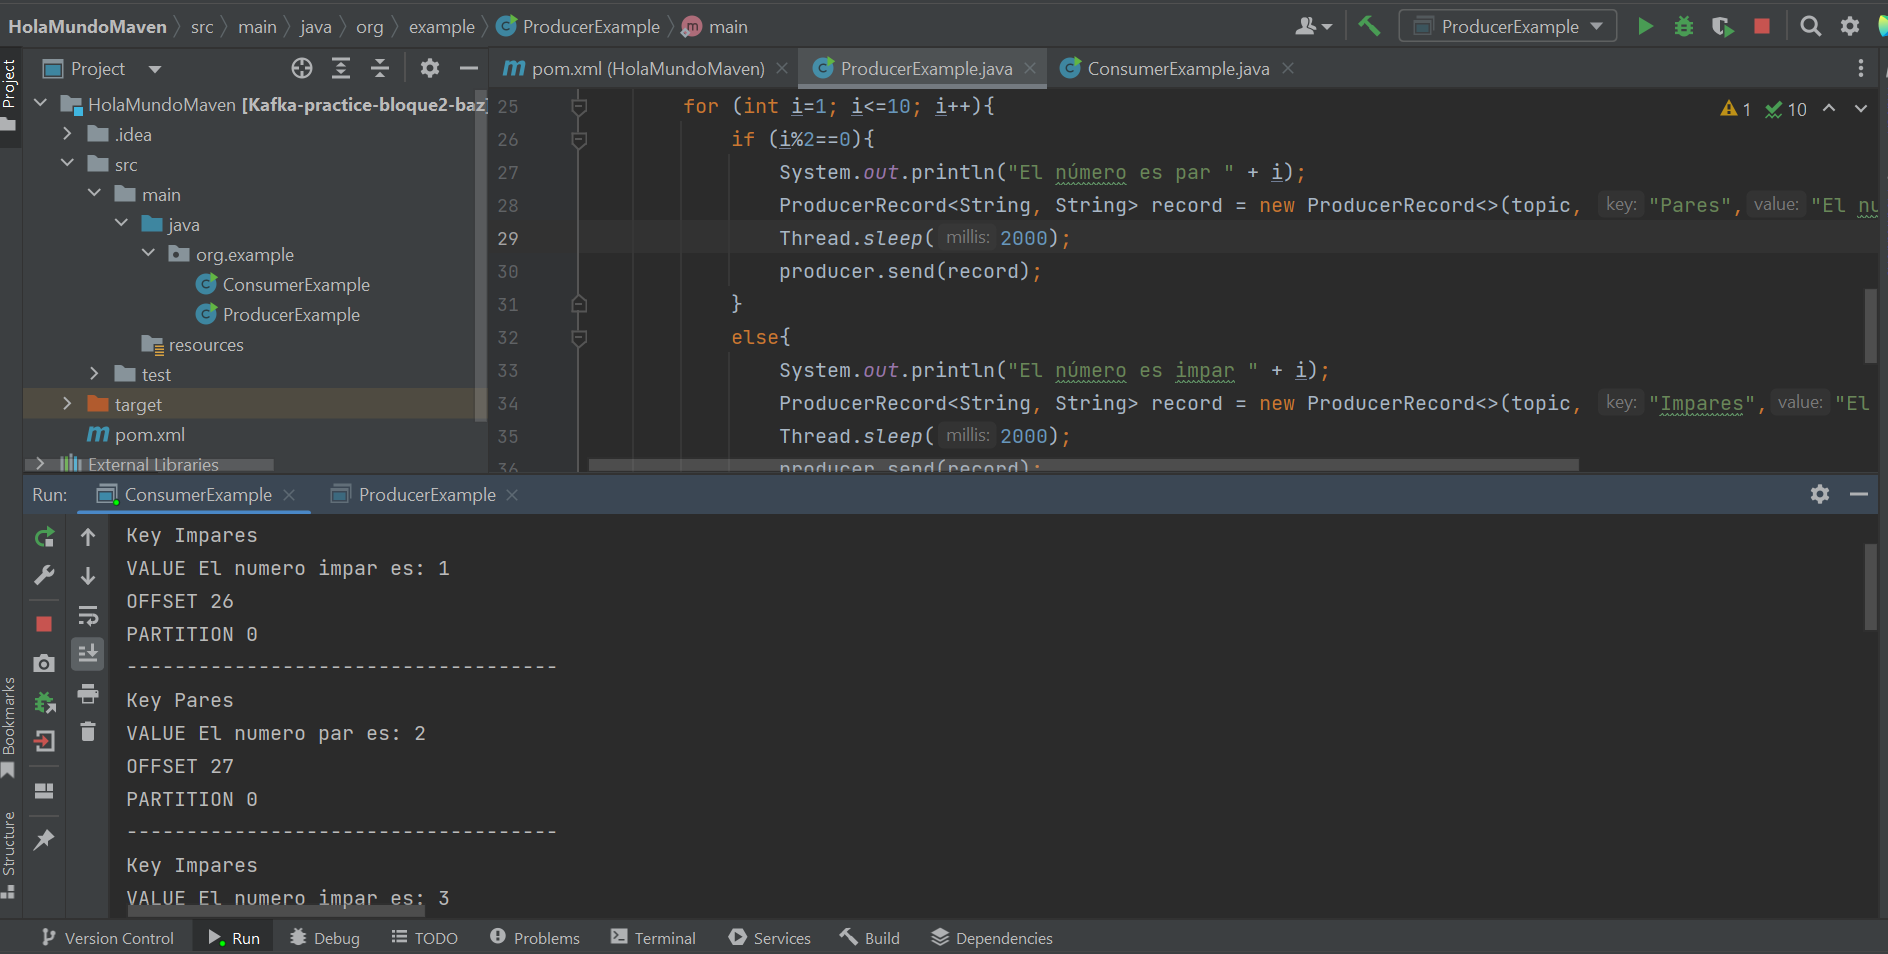 HolaMundoMaven src main java org example ProducerExample main
ProducerExample
Project
Project
pom.xml (HolaMundoMaven)
ProducerExample.java
ConsumerExample.java
HolaMundoMaven [Kafka-practice-bloque2-baz]
.idea
src
main
java
org.example
ConsumerExample
ProducerExample
resources
test
target
pom.xml
External Libraries
1 10
25 for (int i=1; i<=10; i++){
26 if (i%2==0){
27 System.out.println("El número es par " + i);
28 ProducerRecord<String, String> record = new ProducerRecord<>(topic, key: "Pares", value: "El nu
29 Thread.sleep( millis: 2000);
30 producer.send(record);
31 }
32 else{
33 System.out.println("El número es impar " + i);
34 ProducerRecord<String, String> record = new ProducerRecord<>(topic, key: "Impares", value: "El
35 Thread.sleep( millis: 2000);
36 producer.send(record);
Run: ConsumerExample ProducerExample
Key Impares
VALUE El numero impar es: 1
OFFSET 26
PARTITION 0
------------------------------------
Key Pares
VALUE El numero par es: 2
OFFSET 27
PARTITION 0
------------------------------------
Key Impares
VALUE El numero impar es: 3
Bookmarks
Structure
Version Control Run Debug TODO Problems Terminal Services Build Dependencies